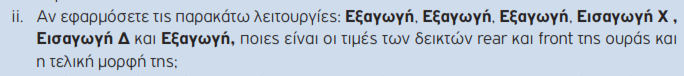 ii. Αν εφαρμόσετε τις παρακάτω λειτουργίες: Εξαγωγή, Εξαγωγή, Εξαγωγή, Εισαγωγή Χ ,
Εισαγωγή Δ και Εξαγωγή, ποιες είναι οι τιμές των δεικτών rear και front της ουράς και
η τελική μορφή της;